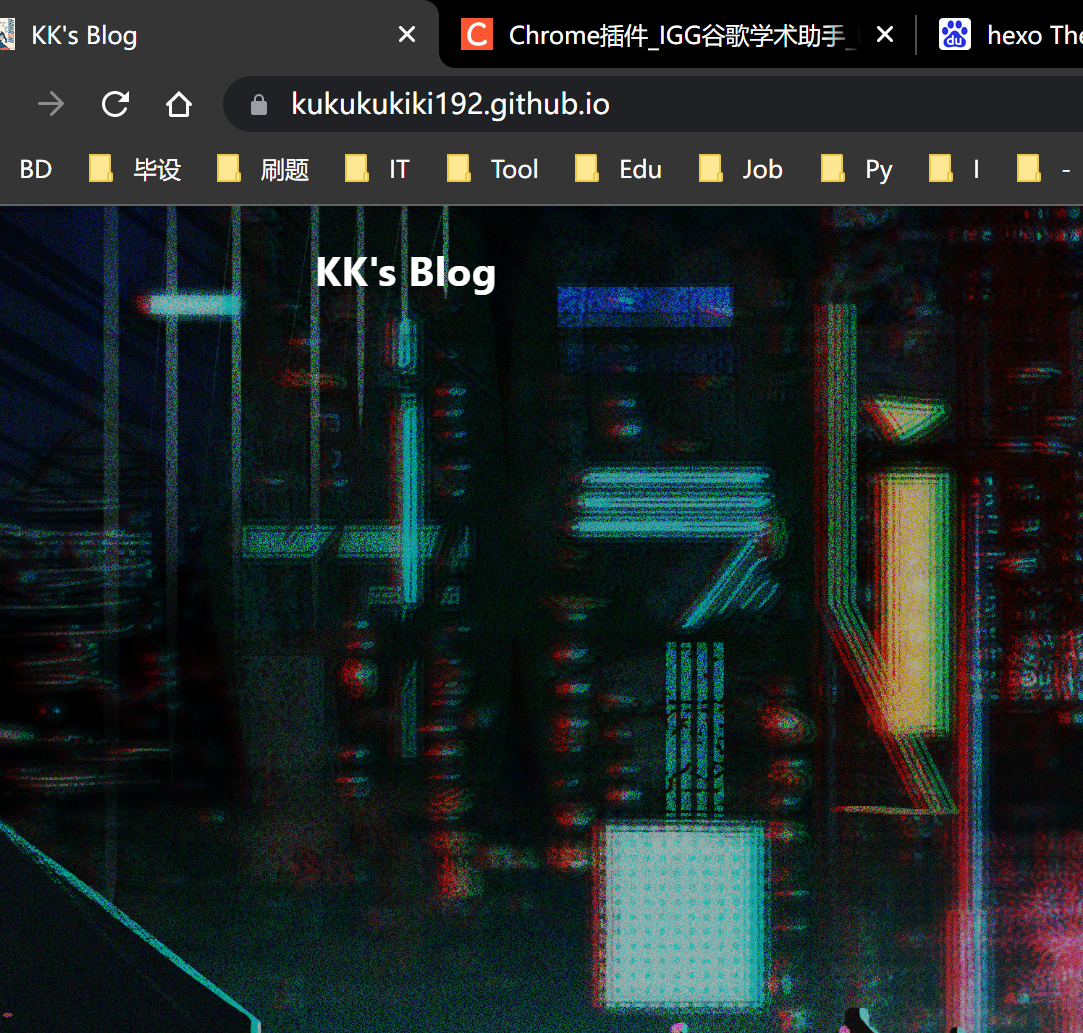 KK's Blog
Chrome插件_IGG谷歌学术助手_
hexo The
kukukukiki192.github.io
BD 毕设 刷题 IT Tool Edu Job Py I -
KK's Blog